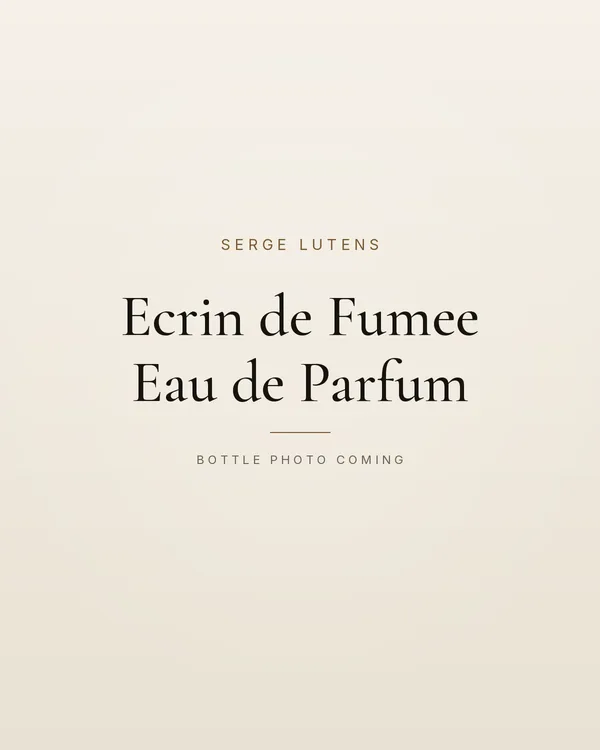 SERGE LUTENS
Ecrin de Fumee
Eau de Parfum
BOTTLE PHOTO COMING